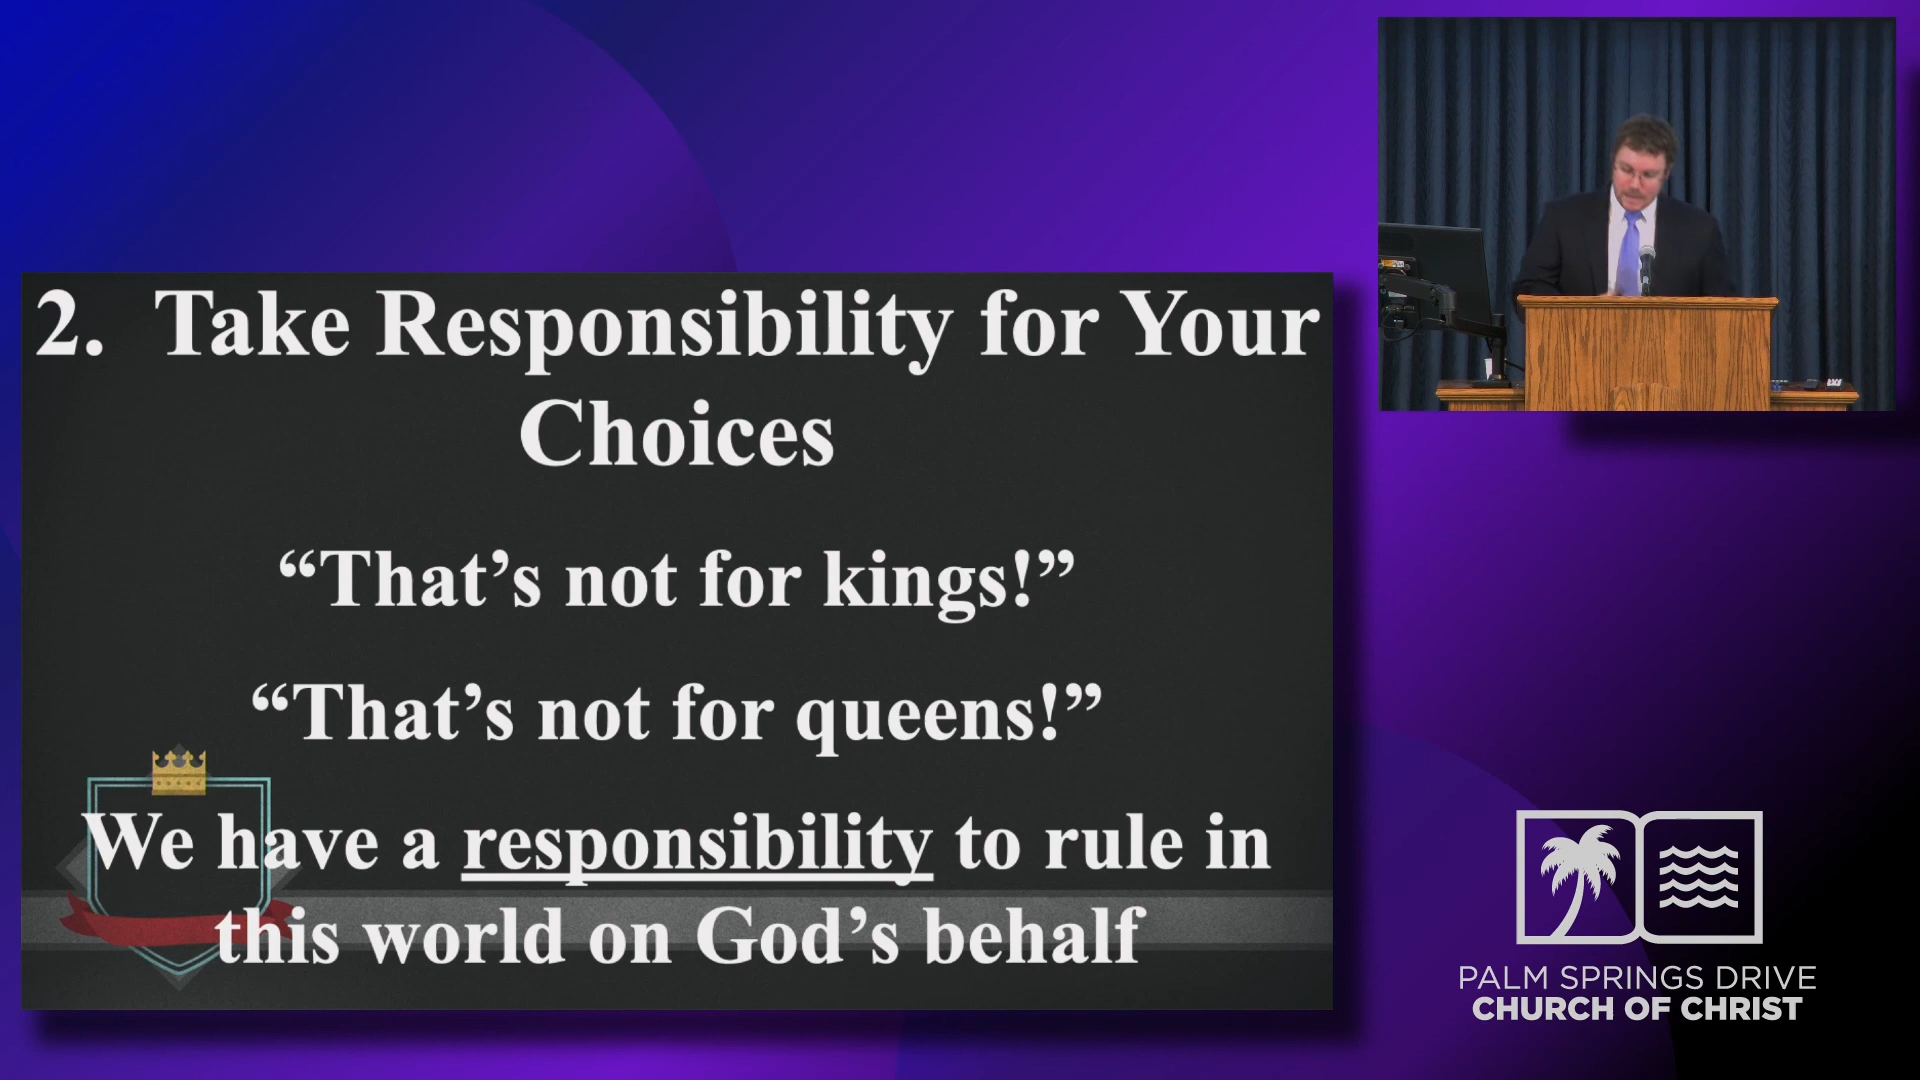 2. Take Responsibility for Your
Choices
“That’s not for kings!”
“That’s not for queens!”
We have a responsibility to rule in
this world on God’s behalf
PALM SPRINGS DRIVE
CHURCH OF CHRIST